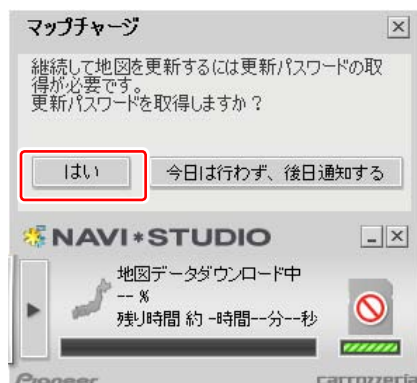 マップチャージ
継続して地図を更新するには更新パスワードの取
得が必要です。
更新パスワードを取得しますか？
はい
今日は行わず、後日通知する
NAVI*STUDIO
地図データダウンロード中
-- %
残り時間 約 -時間--分--秒
Pioneer
carrozzeria